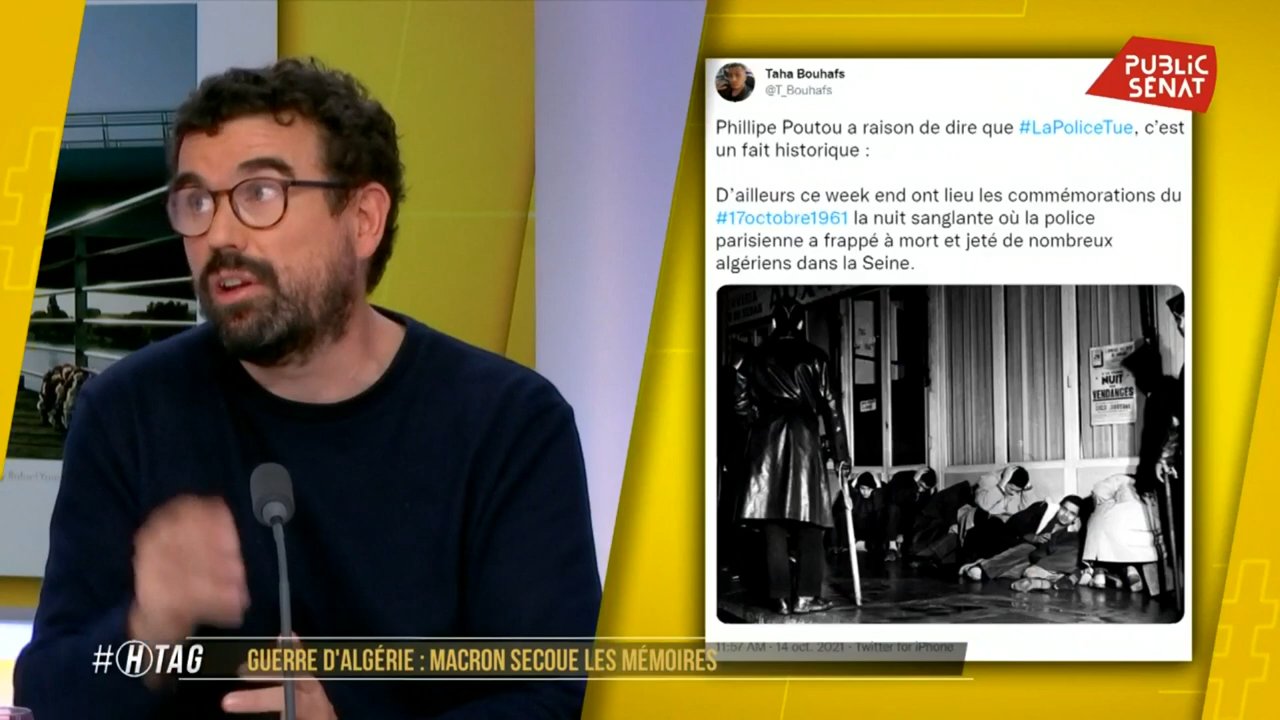 PUBLIC
SÉNAT
Taha Bouhafs
@T_Bouhafs
Phillipe Poutou a raison de dire que #LaPoliceTue, c'est
un fait historique :
D'ailleurs ce week end ont lieu les commémorations du
#17octobre1961 la nuit sanglante où la police
parisienne a frappé à mort et jeté de nombreux
algériens dans la Seine.
NUIT
VENDANGES
11:57 AM · 14 oct. 2021 · Twitter for iPhone
#HTAG
GUERRE D'ALGÉRIE : MACRON SECOUE LES MÉMOIRES